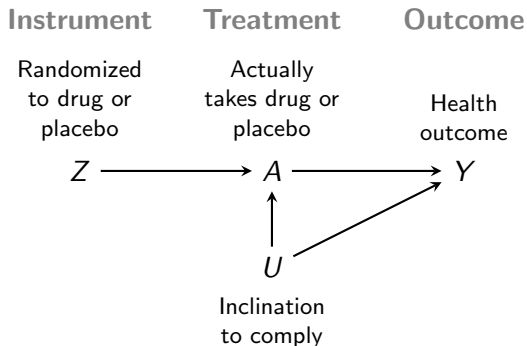 Instrument Treatment Outcome
Randomized
to drug or
placebo
Actually
takes drug or
placebo
Health
outcome
Z A Y
U
Inclination
to comply